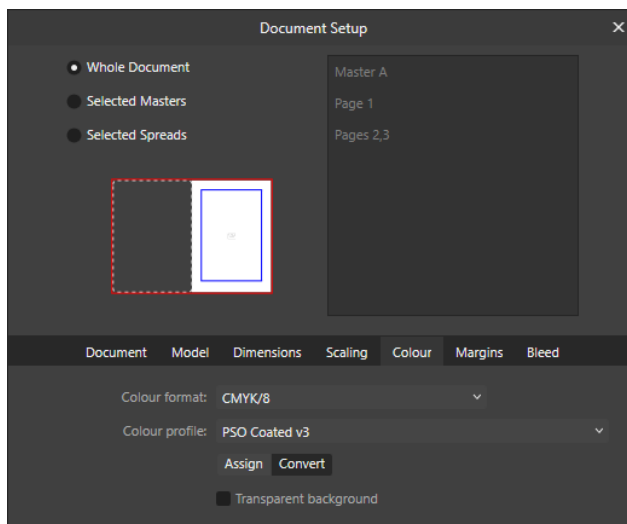 Document Setup
Whole Document
Selected Masters
Selected Spreads
Master A
Page 1
Pages 2,3
Document Model Dimensions Scaling Colour Margins Bleed
Colour format: CMYK/8
Colour profile: PSO Coated v3
Assign Convert
Transparent background